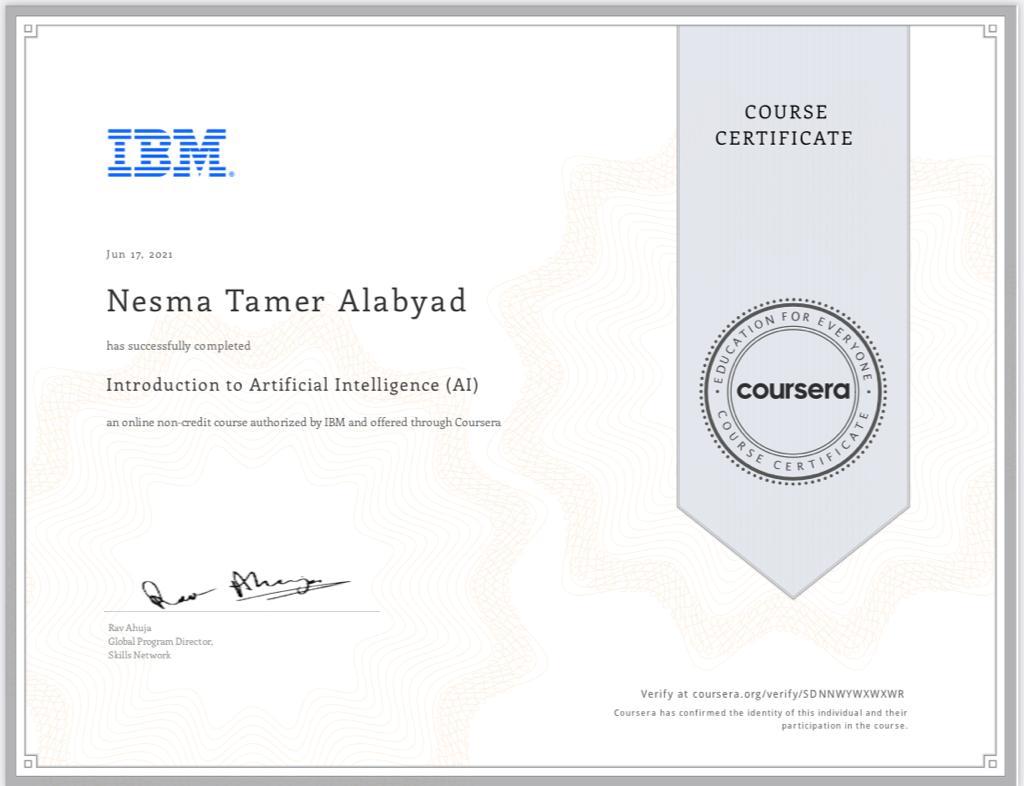 COURSE
CERTIFICATE
IBM®
Jun 17, 2021
Nesma Tamer Alabyad
has successfully completed
Introduction to Artificial Intelligence (AI)
an online non-credit course authorized by IBM and offered through Coursera
EDUCATION FOR EVERYONE
coursera
COURSE CERTIFICATE
Rav Ahuja
Rav Ahuja
Global Program Director,
Skills Network
Verify at coursera.org/verify/SDNNWYWXWXWR
Coursera has confirmed the identity of this individual and their
participation in the course.